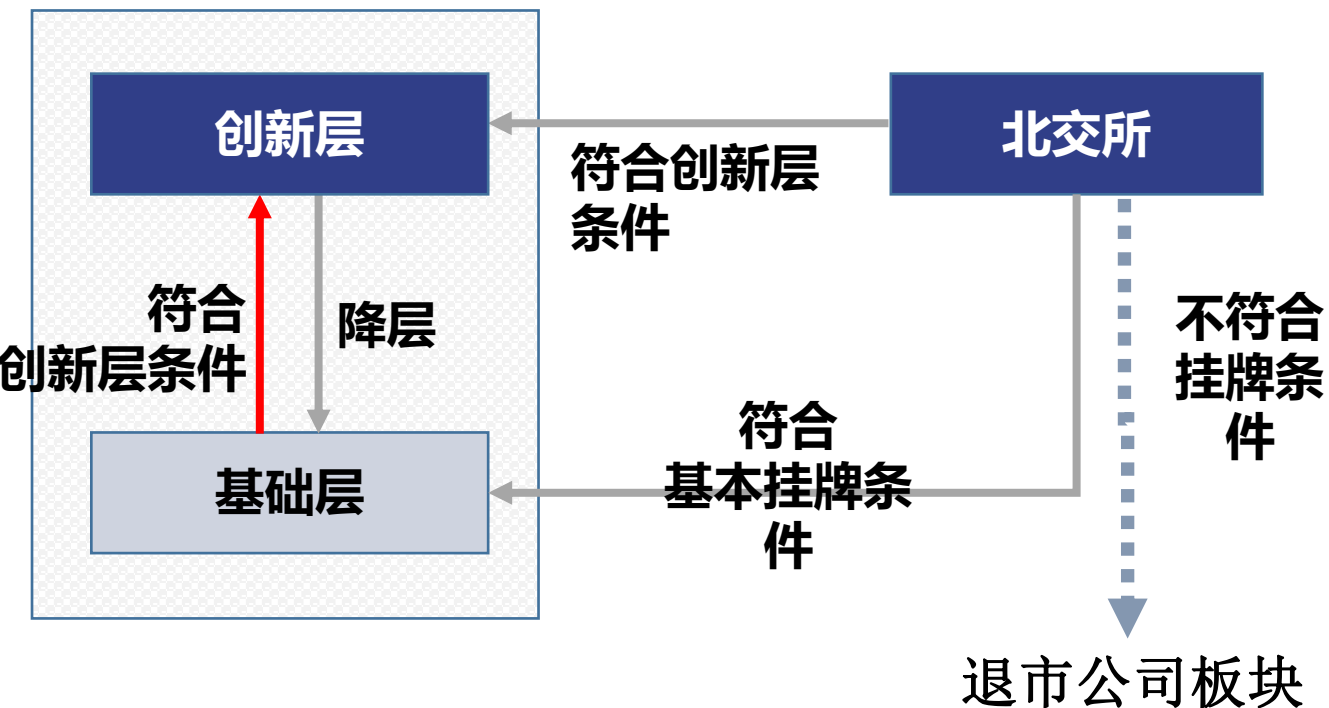 创新层
北交所
符合创新层
条件
符合
创新层条件
降层
不符合
挂牌条
件
符合
基本挂牌条
件
基础层
退市公司板块